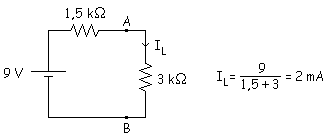 1,5 kΩ
A
I_L
9 V
3 kΩ
B
I_L = 9 / 1,5+3 = 2 mA